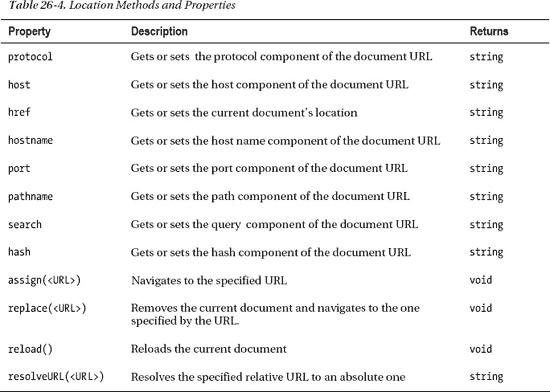 Table 26-4. Location Methods and Properties
Property Description Returns
protocol Gets or sets the protocol component of the document URL string
host Gets or sets the host component of the document URL string
href Gets or sets the current document's location string
hostname Gets or sets the host name component of the document URL string
port Gets or sets the port component of the document URL string
pathname Gets or sets the path component of the document URL string
search Gets or sets the query component of the document URL string
hash Gets or sets the hash component of the document URL string
assign(<URL>) Navigates to the specified URL void
replace(<URL>) Removes the current document and navigates to the one void
specified by the URL.
reload() Reloads the current document void
resolveURL(<URL>) Resolves the specified relative URL to an absolute one string